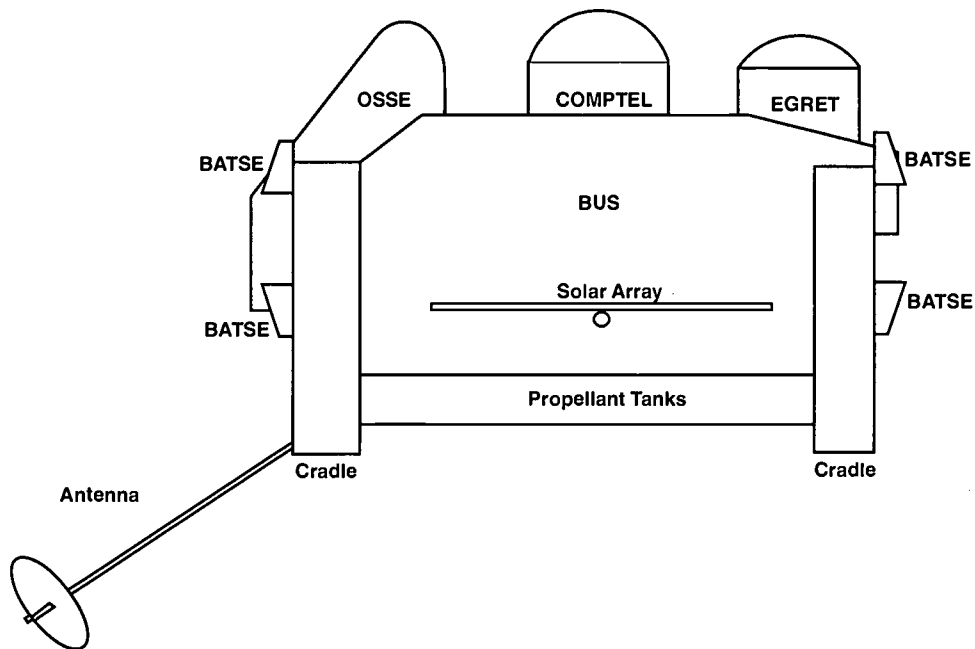 OSSE
COMPTEL
EGRET
BATSE
BATSE
BUS
Solar Array
BATSE
BATSE
Propellant Tanks
Cradle
Cradle
Antenna